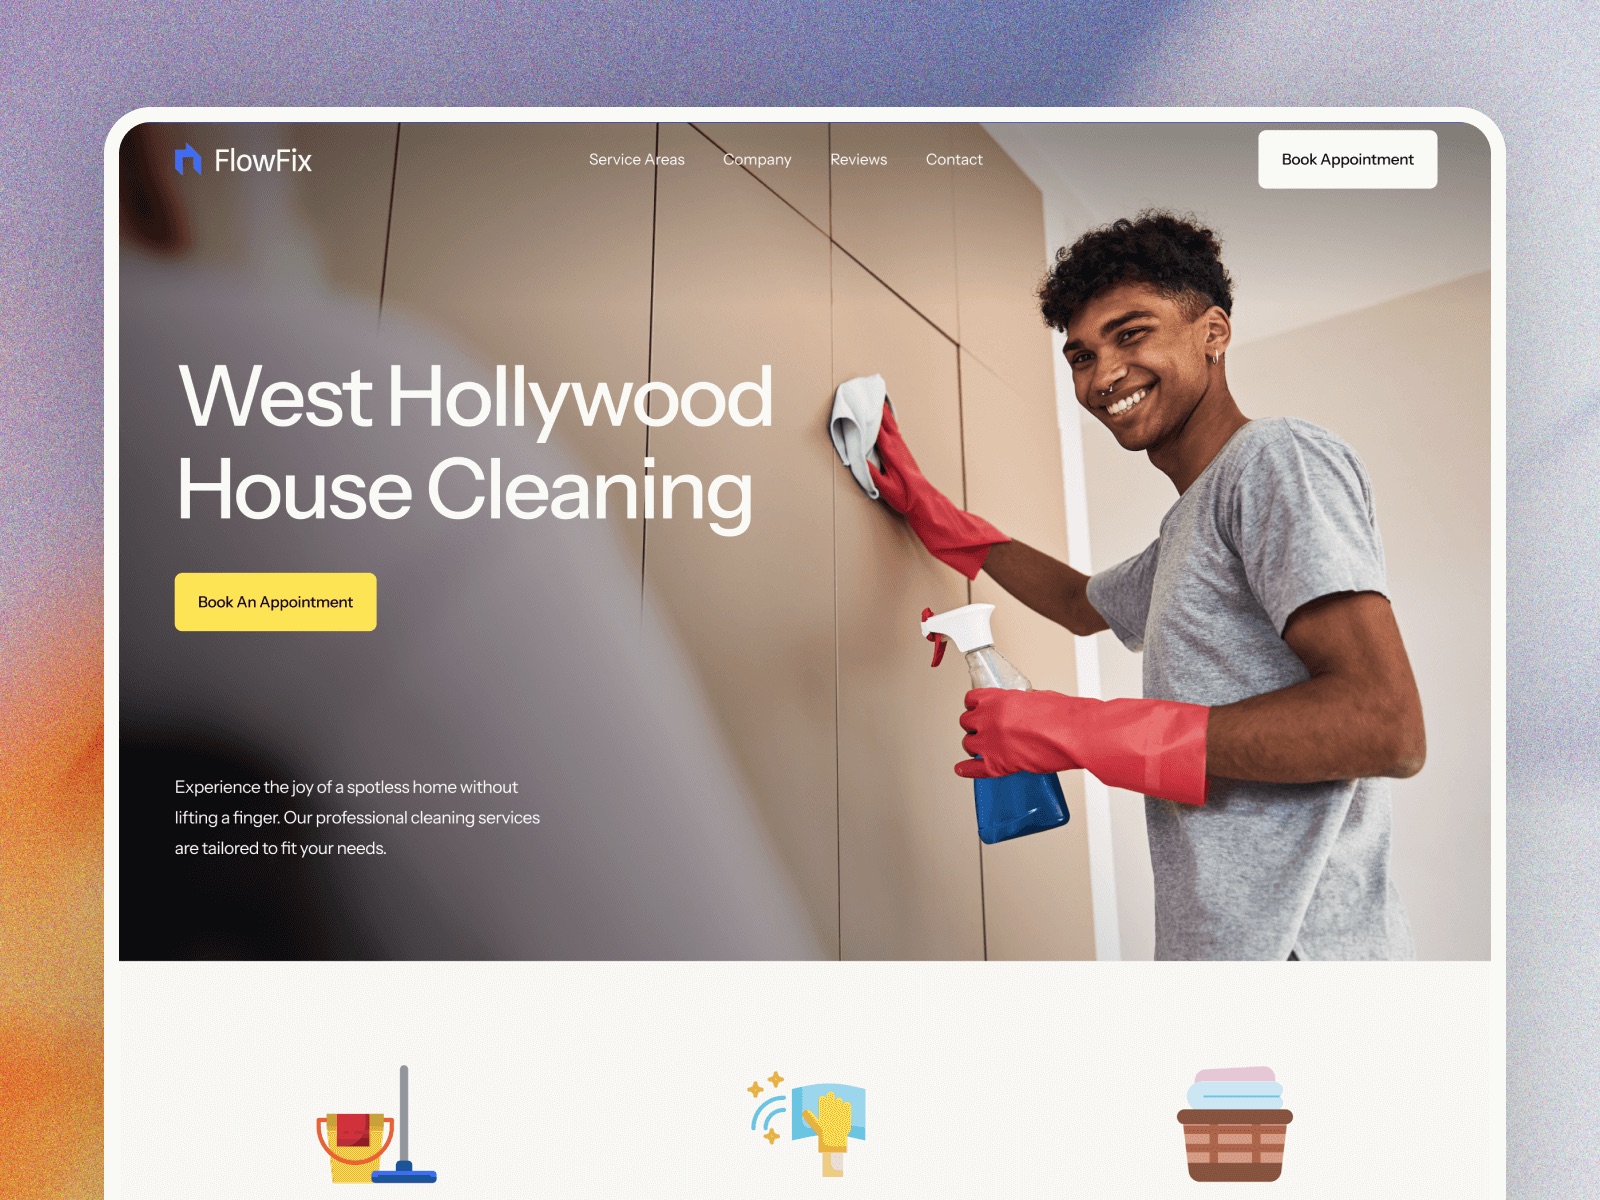 FlowFix
Service Areas
Company
Reviews
Contact
Book Appointment
West Hollywood
House Cleaning
Book An Appointment
Experience the joy of a spotless home without
lifting a finger. Our professional cleaning services
are tailored to fit your needs.